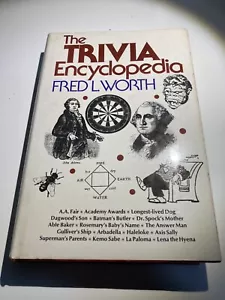 The
TRIVIA
Encyclopedia
FRED L. WORTH
AIR
EARTH
WATER
A.A. Fair • Academy Awards • Longest-lived Dog
Dagwood's Son • Batman's Butler • Dr. Spock's Mother
Able Baker • Rosemary's Baby's Name • The Answer Man
Gulliver's Ship • Arbadella • Haleloke • Axis Sally
Superman's Parents • Kemo Sabe • La Paloma • Lena the Hyena